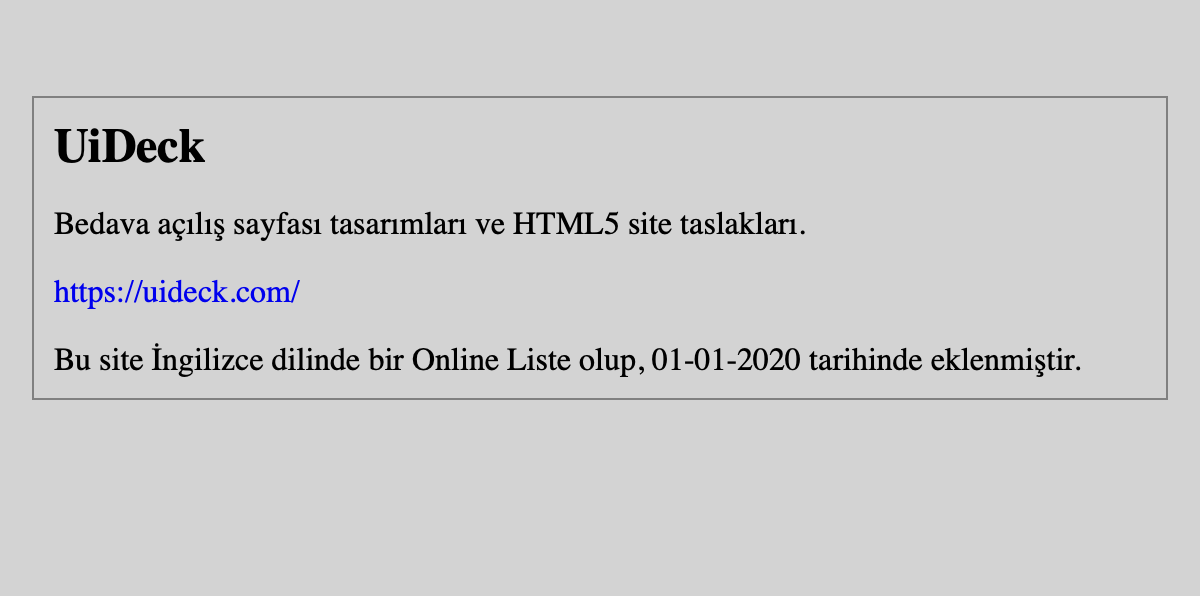 UiDeck
Bedava açılış sayfası tasarımları ve HTML5 site taslakları.
https://uideck.com/
Bu site İngilizce dilinde bir Online Liste olup, 01-01-2020 tarihinde eklenmiştir.